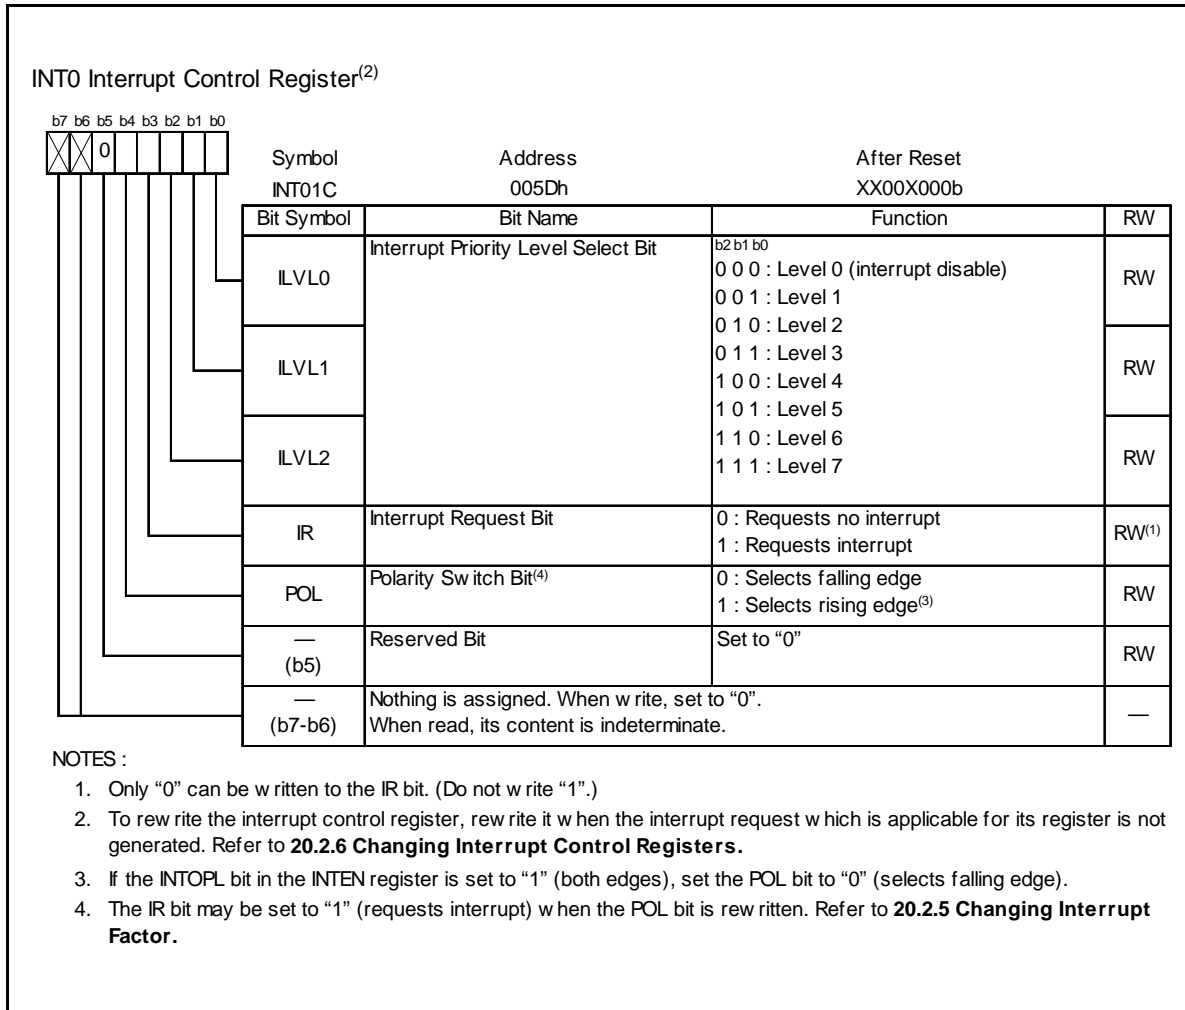 INT0 Interrupt Control Register(2)
b7 b6 b5 b4 b3 b2 b1 b0
0
Symbol Address After Reset
INT01C 005Dh XX00X000b
Bit Symbol Bit Name Function RW
ILVL0 Interrupt Priority Level Select Bit b2 b1 b0
0 0 0 : Level 0 (interrupt disable) RW
0 0 1 : Level 1
0 1 0 : Level 2
ILVL1 0 1 1 : Level 3 RW
1 0 0 : Level 4
1 0 1 : Level 5
ILVL2 1 1 0 : Level 6 RW
1 1 1 : Level 7
IR Interrupt Request Bit 0 : Requests no interrupt RW(1)
1 : Requests interrupt
POL Polarity Switch Bit(4) 0 : Selects falling edge RW
1 : Selects rising edge(3)
— Reserved Bit Set to “0” RW
(b5)
— Nothing is assigned. When write, set to “0”. —
(b7-b6) When read, its content is indeterminate.
NOTES :
1. Only “0” can be written to the IR bit. (Do not write “1”.)
2. To rewrite the interrupt control register, rewrite it when the interrupt request which is applicable for its register is not
generated. Refer to 20.2.6 Changing Interrupt Control Registers.
3. If the INTOPL bit in the INTEN register is set to “1” (both edges), set the POL bit to “0” (selects falling edge).
4. The IR bit may be set to “1” (requests interrupt) when the POL bit is rewritten. Refer to 20.2.5 Changing Interrupt
Factor.